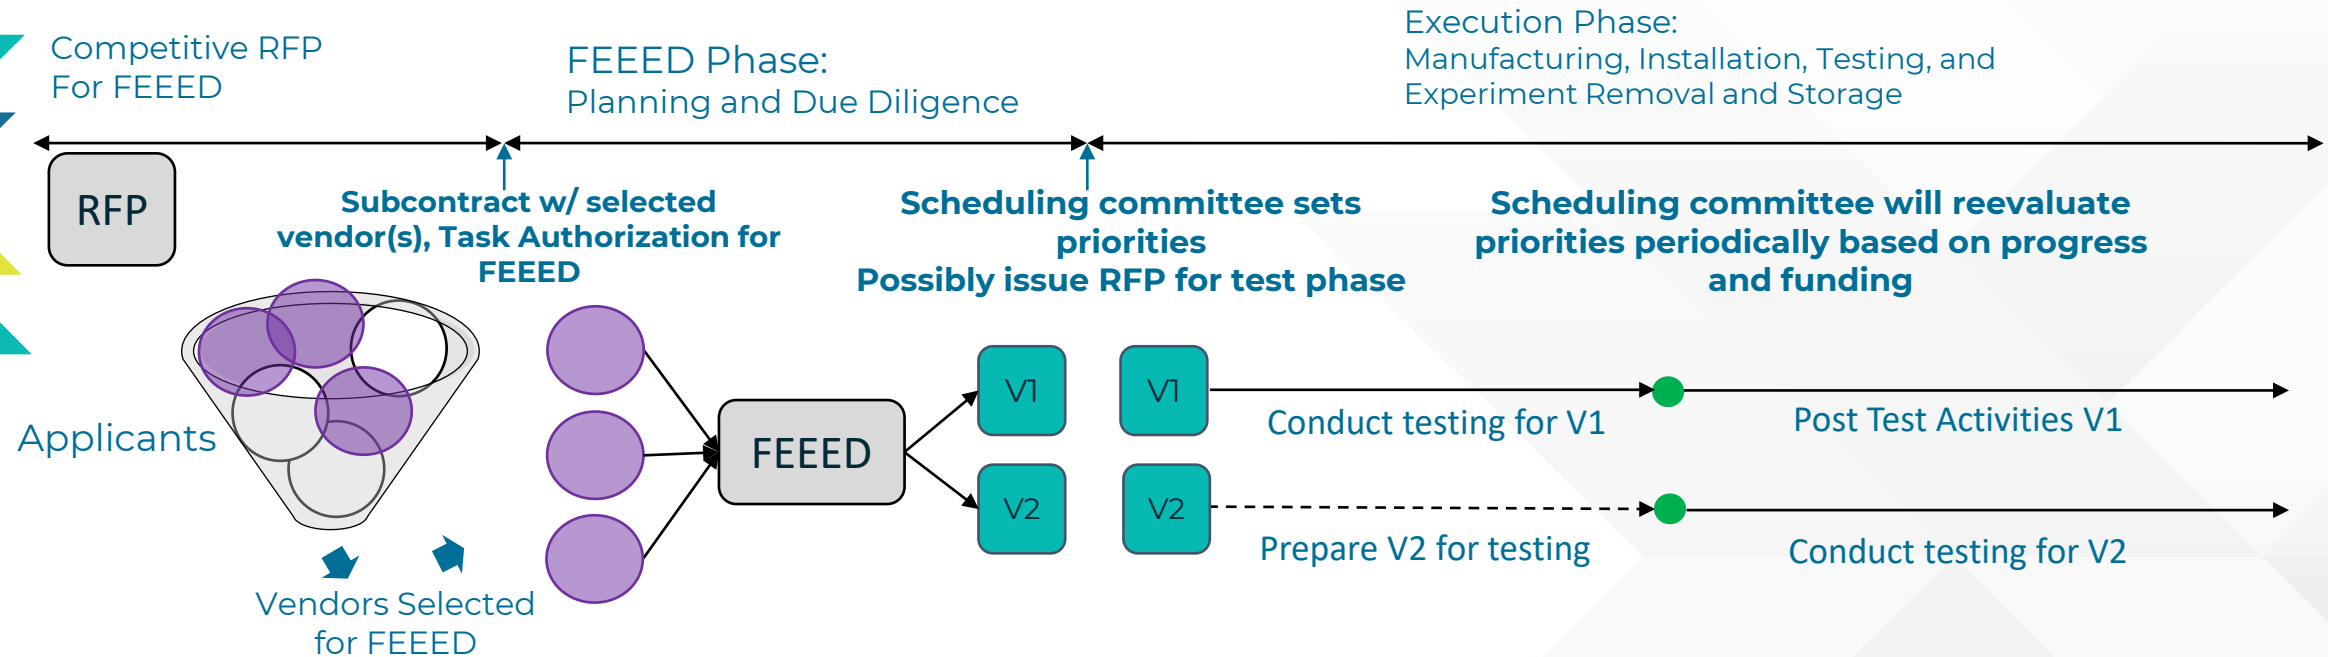 Competitive RFP
For FEEED
FEEED Phase:
Planning and Due Diligence
Execution Phase:
Manufacturing, Installation, Testing, and
Experiment Removal and Storage
RFP
Subcontract w/ selected
vendor(s), Task Authorization for
FEEED
Scheduling committee sets
priorities
Possibly issue RFP for test phase
Scheduling committee will reevaluate
priorities periodically based on progress
and funding
Applicants
Vendors Selected
for FEEED
FEEED
V1
V2
V1
V2
Conduct testing for V1
Post Test Activities V1
Prepare V2 for testing
Conduct testing for V2